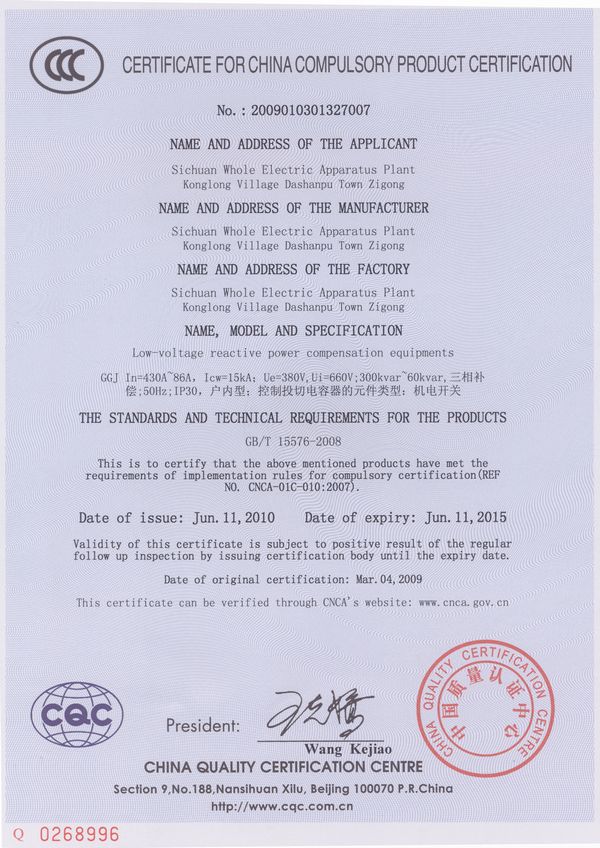 CCC
CERTIFICATE FOR CHINA COMPULSORY PRODUCT CERTIFICATION
No. : 2009010301327007
NAME AND ADDRESS OF THE APPLICANT
Sichuan Whole Electric Apparatus Plant
Konglong Village Dashanpu Town Zigong
NAME AND ADDRESS OF THE MANUFACTURER
Sichuan Whole Electric Apparatus Plant
Konglong Village Dashanpu Town Zigong
NAME AND ADDRESS OF THE FACTORY
Sichuan Whole Electric Apparatus Plant
Konglong Village Dashanpu Town Zigong
NAME, MODEL AND SPECIFICATION
Low-voltage reactive power compensation equipments
GGJ In=430A~86A, Icw=15kA; Ue=380V,Ui=660V;300kvar~60kvar,三相补
偿;50Hz;IP30, 户内型; 控制投切电容器的元件类型: 机电开关
THE STANDARDS AND TECHNICAL REQUIREMENTS FOR THE PRODUCTS
GB/T 15576-2008
This is to certify that the above mentioned products have met the
requirements of implementation rules for compulsory certification(REF
NO. CNCA-01C-010:2007).
Date of issue: Jun.11,2010 Date of expiry: Jun.11,2015
Validity of this certificate is subject to positive result of the regular
follow up inspection by issuing certification body until the expiry date.
Date of original certification: Mar.04,2009
This certificate can be verified through CNCA's website: www.cnca.gov.cn
CHINA QUALITY CERTIFICATION CENTRE
中国质量认证中心
CQC
President: 王克娇
Wang Kejiao
CHINA QUALITY CERTIFICATION CENTRE
Section 9,No.188,Nansihuan Xilu, Beijing 100070 P.R.China
http://www.cqc.com.cn
Q 0268996